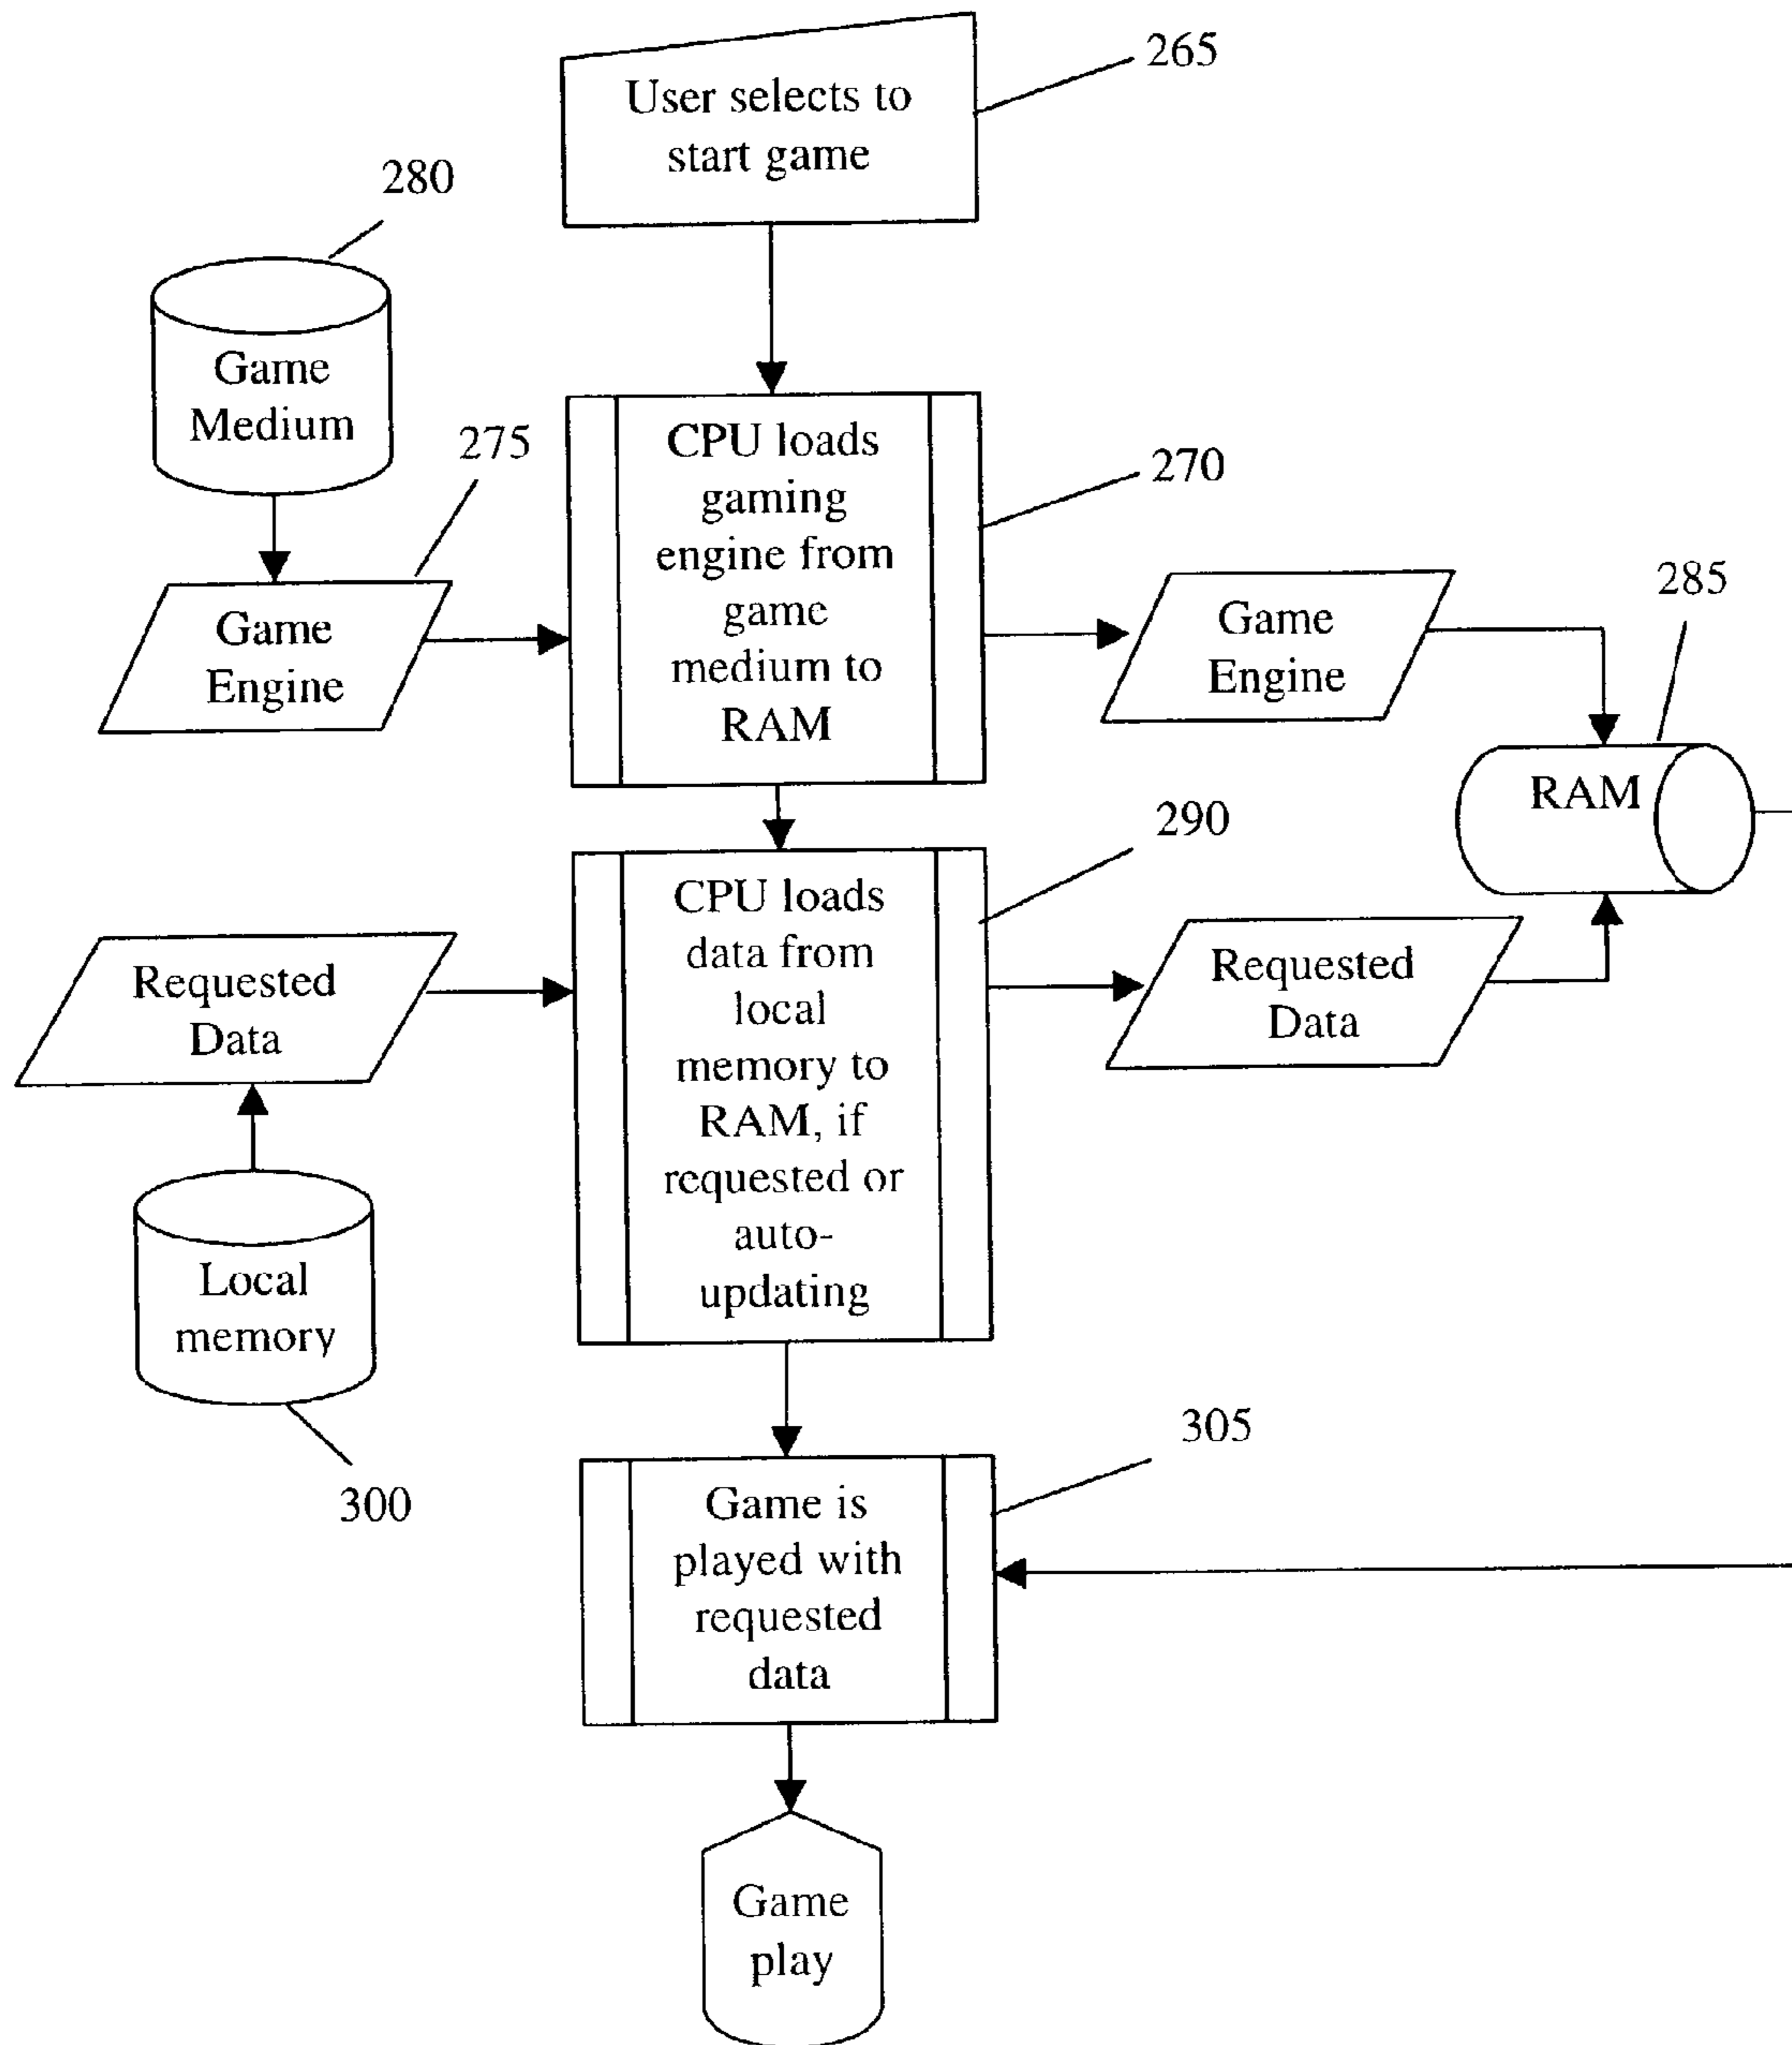 265
User selects to
start game
280
Game
Medium
275
CPU loads
gaming
engine from
game
medium to
RAM
270
Game
Engine
Game
Engine
285
RAM
290
CPU loads
data from
local
memory to
RAM, if
requested or
auto-
updating
Requested
Data
Requested
Data
Local
memory
300
305
Game is
played with
requested
data
Game
play